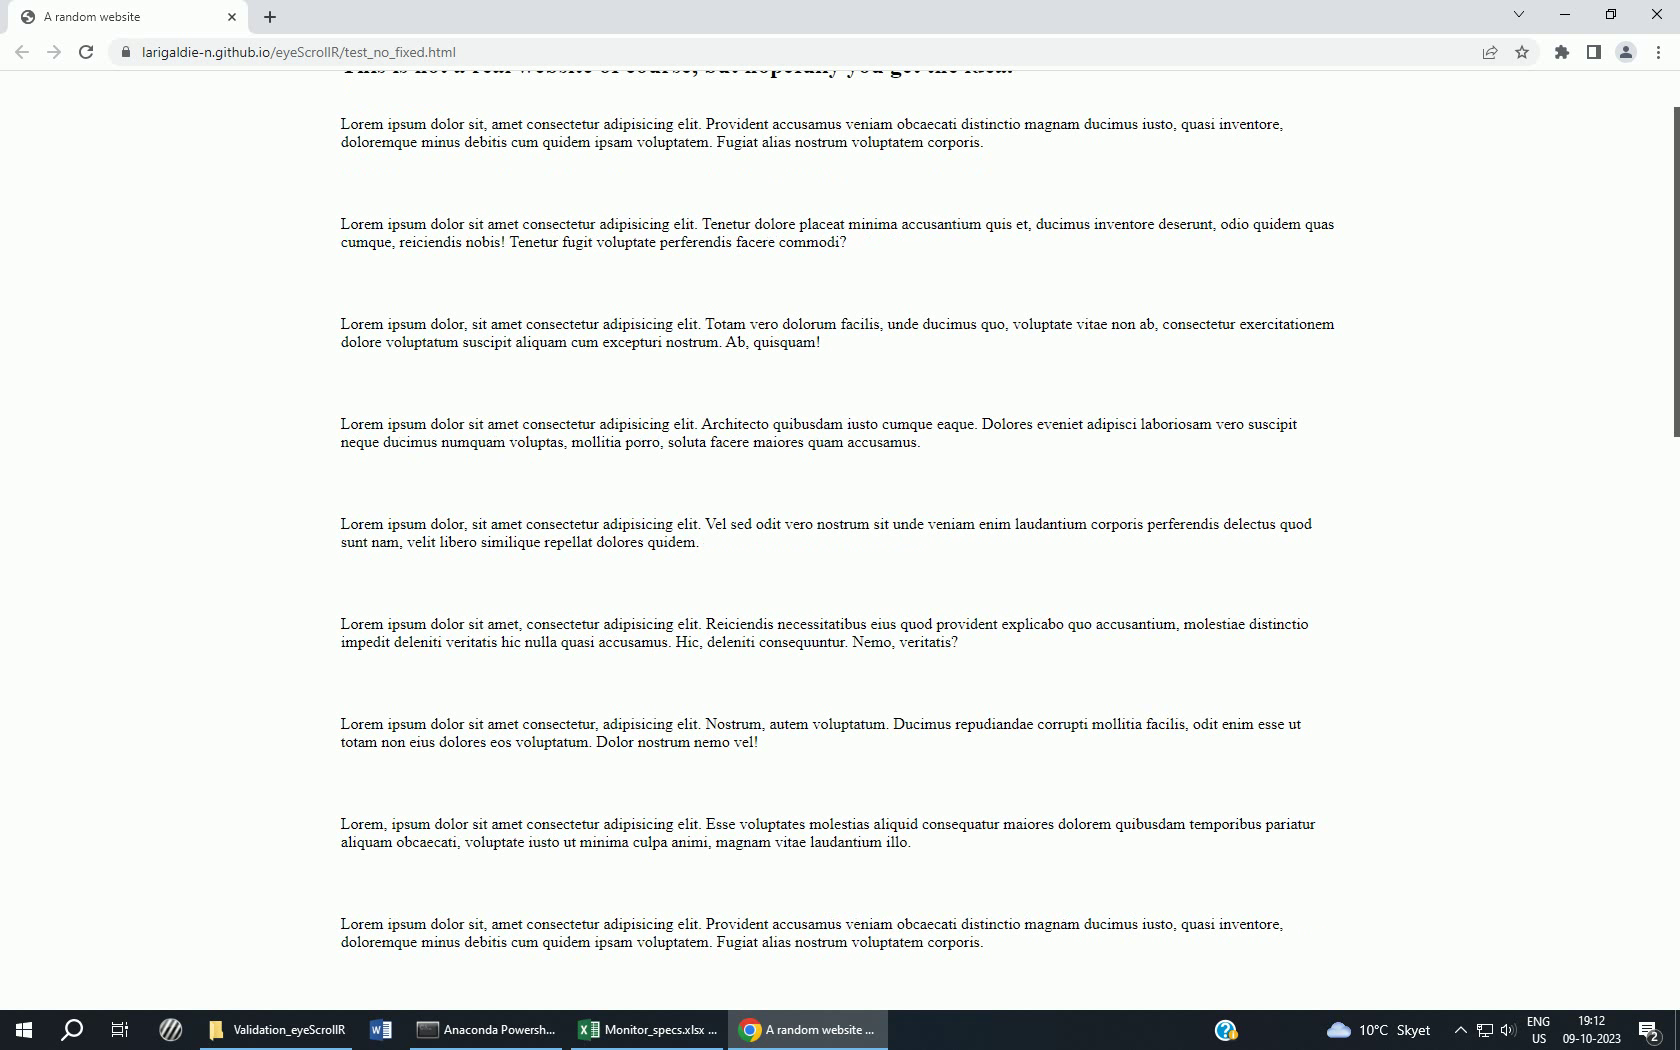 A random website
larigaldie-n.github.io/eyeScrollR/test_no_fixed.html
This is not a real website of course, but hopefully you get the idea!
Lorem ipsum dolor sit, amet consectetur adipisicing elit. Provident accusamus veniam obcaecati distinctio magnam ducimus iusto, quasi inventore,
doloremque minus debitis cum quidem ipsam voluptatem. Fugiat alias nostrum voluptatem corporis.
Lorem ipsum dolor sit amet consectetur adipisicing elit. Tenetur dolore placeat minima accusantium quis et, ducimus inventore deserunt, odio quidem quas
cumque, reiciendis nobis! Tenetur fugit voluptate perferendis facere commodi?
Lorem ipsum dolor, sit amet consectetur adipisicing elit. Totam vero dolorum facilis, unde ducimus quo, voluptate vitae non ab, consectetur exercitationem
dolore voluptatum suscipit aliquam cum excepturi nostrum. Ab, quisquam!
Lorem ipsum dolor sit amet consectetur adipisicing elit. Architecto quibusdam iusto cumque eaque. Dolores eveniet adipisci laboriosam vero suscipit
neque ducimus numquam voluptas, mollitia porro, soluta facere maiores quam accusamus.
Lorem ipsum dolor, sit amet consectetur adipisicing elit. Vel sed odit vero nostrum sit unde veniam enim laudantium corporis perferendis delectus quod
sunt nam, velit libero similique repellat dolores quidem.
Lorem ipsum dolor sit amet, consectetur adipisicing elit. Reiciendis necessitatibus eius quod provident explicabo quo accusantium, molestiae distinctio
impedit deleniti veritatis hic nulla quasi accusamus. Hic, deleniti consequuntur. Nemo, veritatis?
Lorem ipsum dolor sit amet consectetur, adipisicing elit. Nostrum, autem voluptatum. Ducimus repudiandae corrupti mollitia facilis, odit enim esse ut
totam non eius dolores eos voluptatum. Dolor nostrum nemo vel!
Lorem, ipsum dolor sit amet consectetur adipisicing elit. Esse voluptates molestias aliquid consequatur maiores dolorem quibusdam temporibus pariatur
aliquam obcaecati, voluptate iusto ut minima culpa animi, magnam vitae laudantium illo.
Lorem ipsum dolor sit, amet consectetur adipisicing elit. Provident accusamus veniam obcaecati distinctio magnam ducimus iusto, quasi inventore,
doloremque minus debitis cum quidem ipsam voluptatem. Fugiat alias nostrum voluptatem corporis.
Validation_eyeScrollR
Anaconda Powersh...
Monitor_specs.xlsx ...
A random website ...
10°C Skyet
ENG
US
19:12
09-10-2023
2